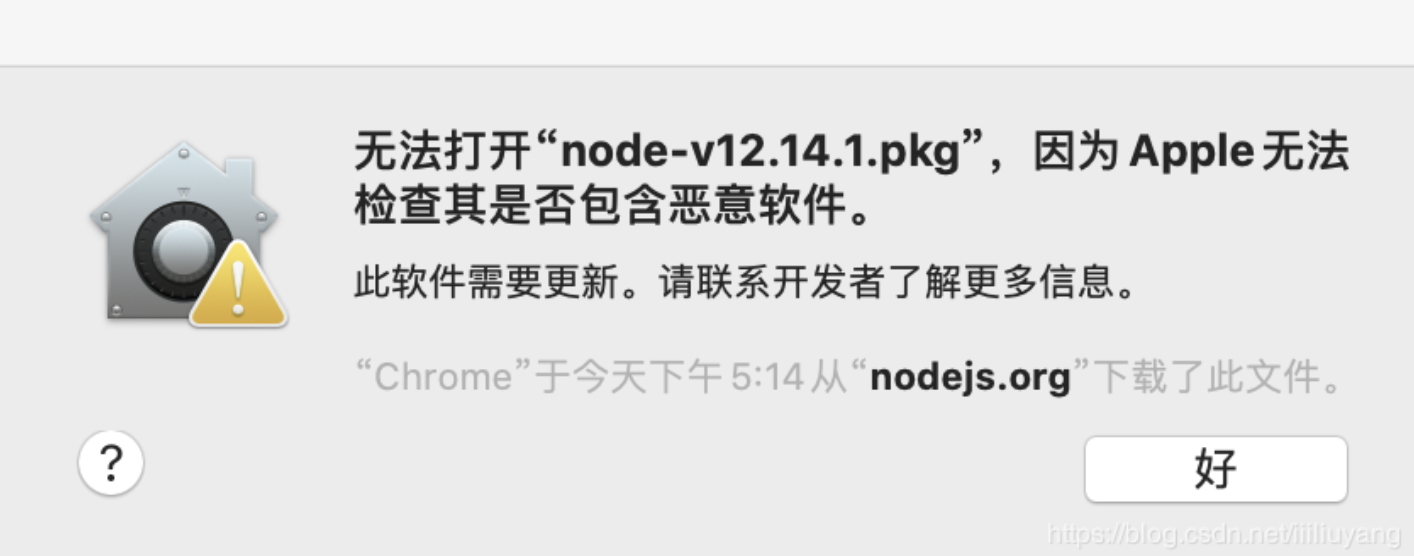 无法打开“node-v12.14.1.pkg”，因为 Apple 无法
检查其是否包含恶意软件。
此软件需要更新。请联系开发者了解更多信息。
“Chrome”于今天下午 5:14 从“nodejs.org”下载了此文件。
?
好
https://blog.csdn.net/iiiliuyang